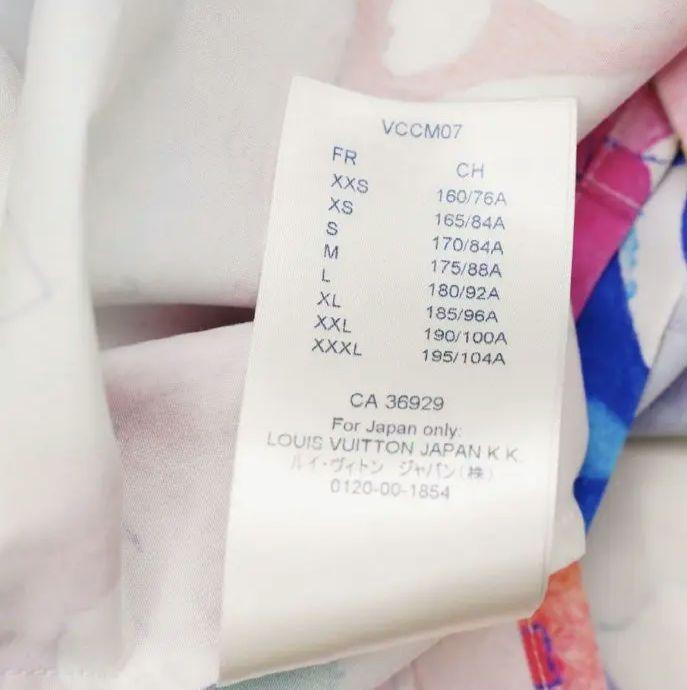 VCCM07
FR CH
XXS 160/76A
XS 165/84A
S 170/84A
M 175/88A
L 180/92A
XL 185/96A
XXL 190/100A
XXXL 195/104A
CA 36929
For Japan only:
LOUIS VUITTON JAPAN K.K.
ルイ・ヴィトン ジャパン(株)
0120-00-1854